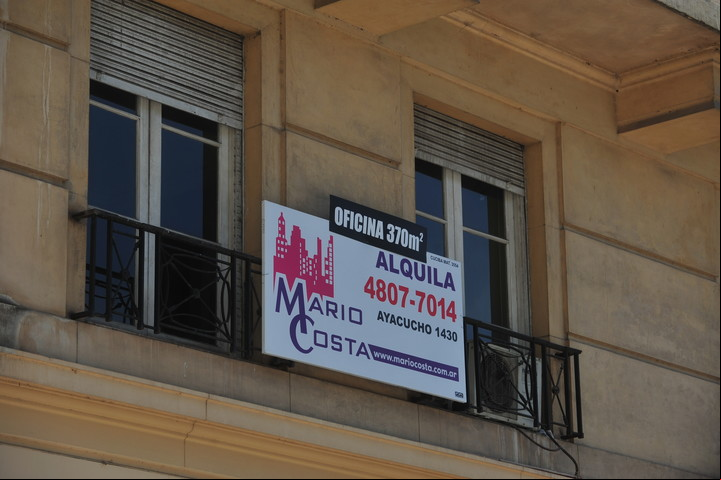 OFICINA 370m²
ALQUILA
4807-7014
AYACUCHO 1430
MARIO
COSTA
www.mariocosta.com.ar